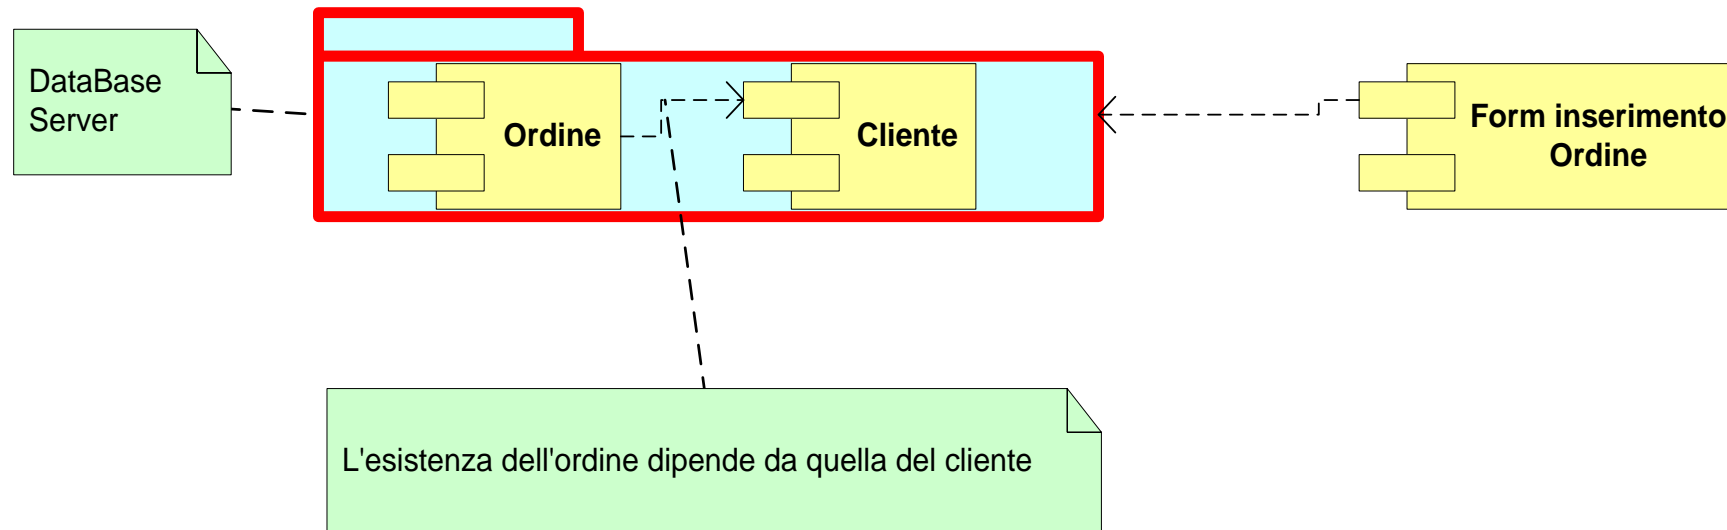 DataBase
Server
Ordine
Cliente
Form inserimento
Ordine
L'esistenza dell'ordine dipende da quella del cliente